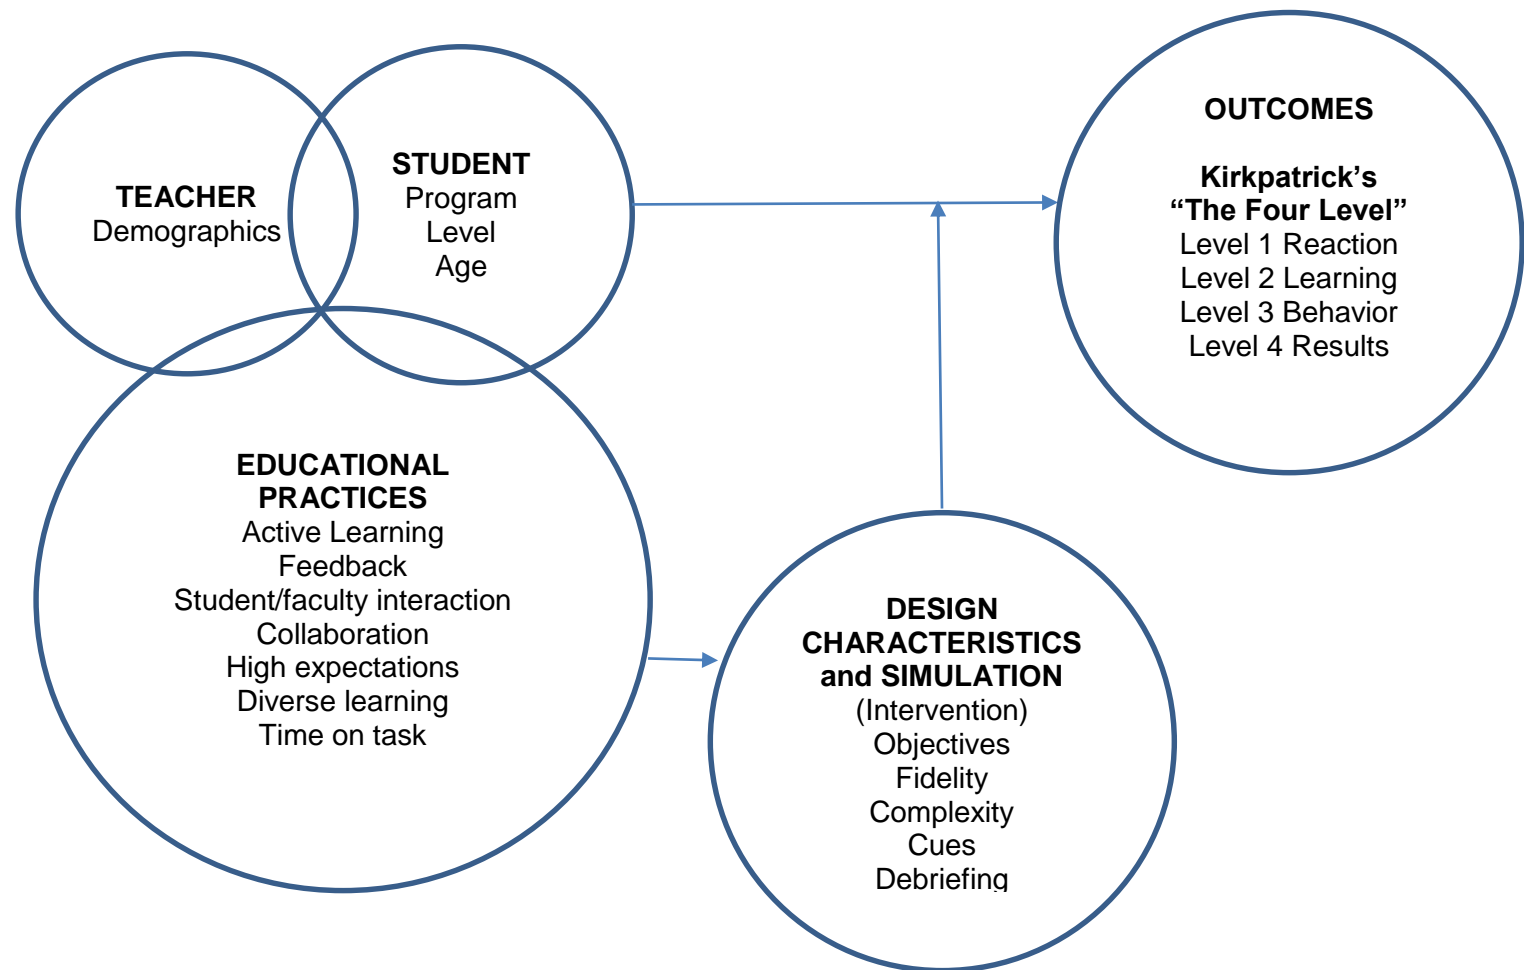 TEACHER
Demographics
STUDENT
Program
Level
Age
OUTCOMES
Kirkpatrick’s
“The Four Level”
Level 1 Reaction
Level 2 Learning
Level 3 Behavior
Level 4 Results
EDUCATIONAL
PRACTICES
Active Learning
Feedback
Student/faculty interaction
Collaboration
High expectations
Diverse learning
Time on task
DESIGN
CHARACTERISTICS
and SIMULATION
(Intervention)
Objectives
Fidelity
Complexity
Cues
Debriefing